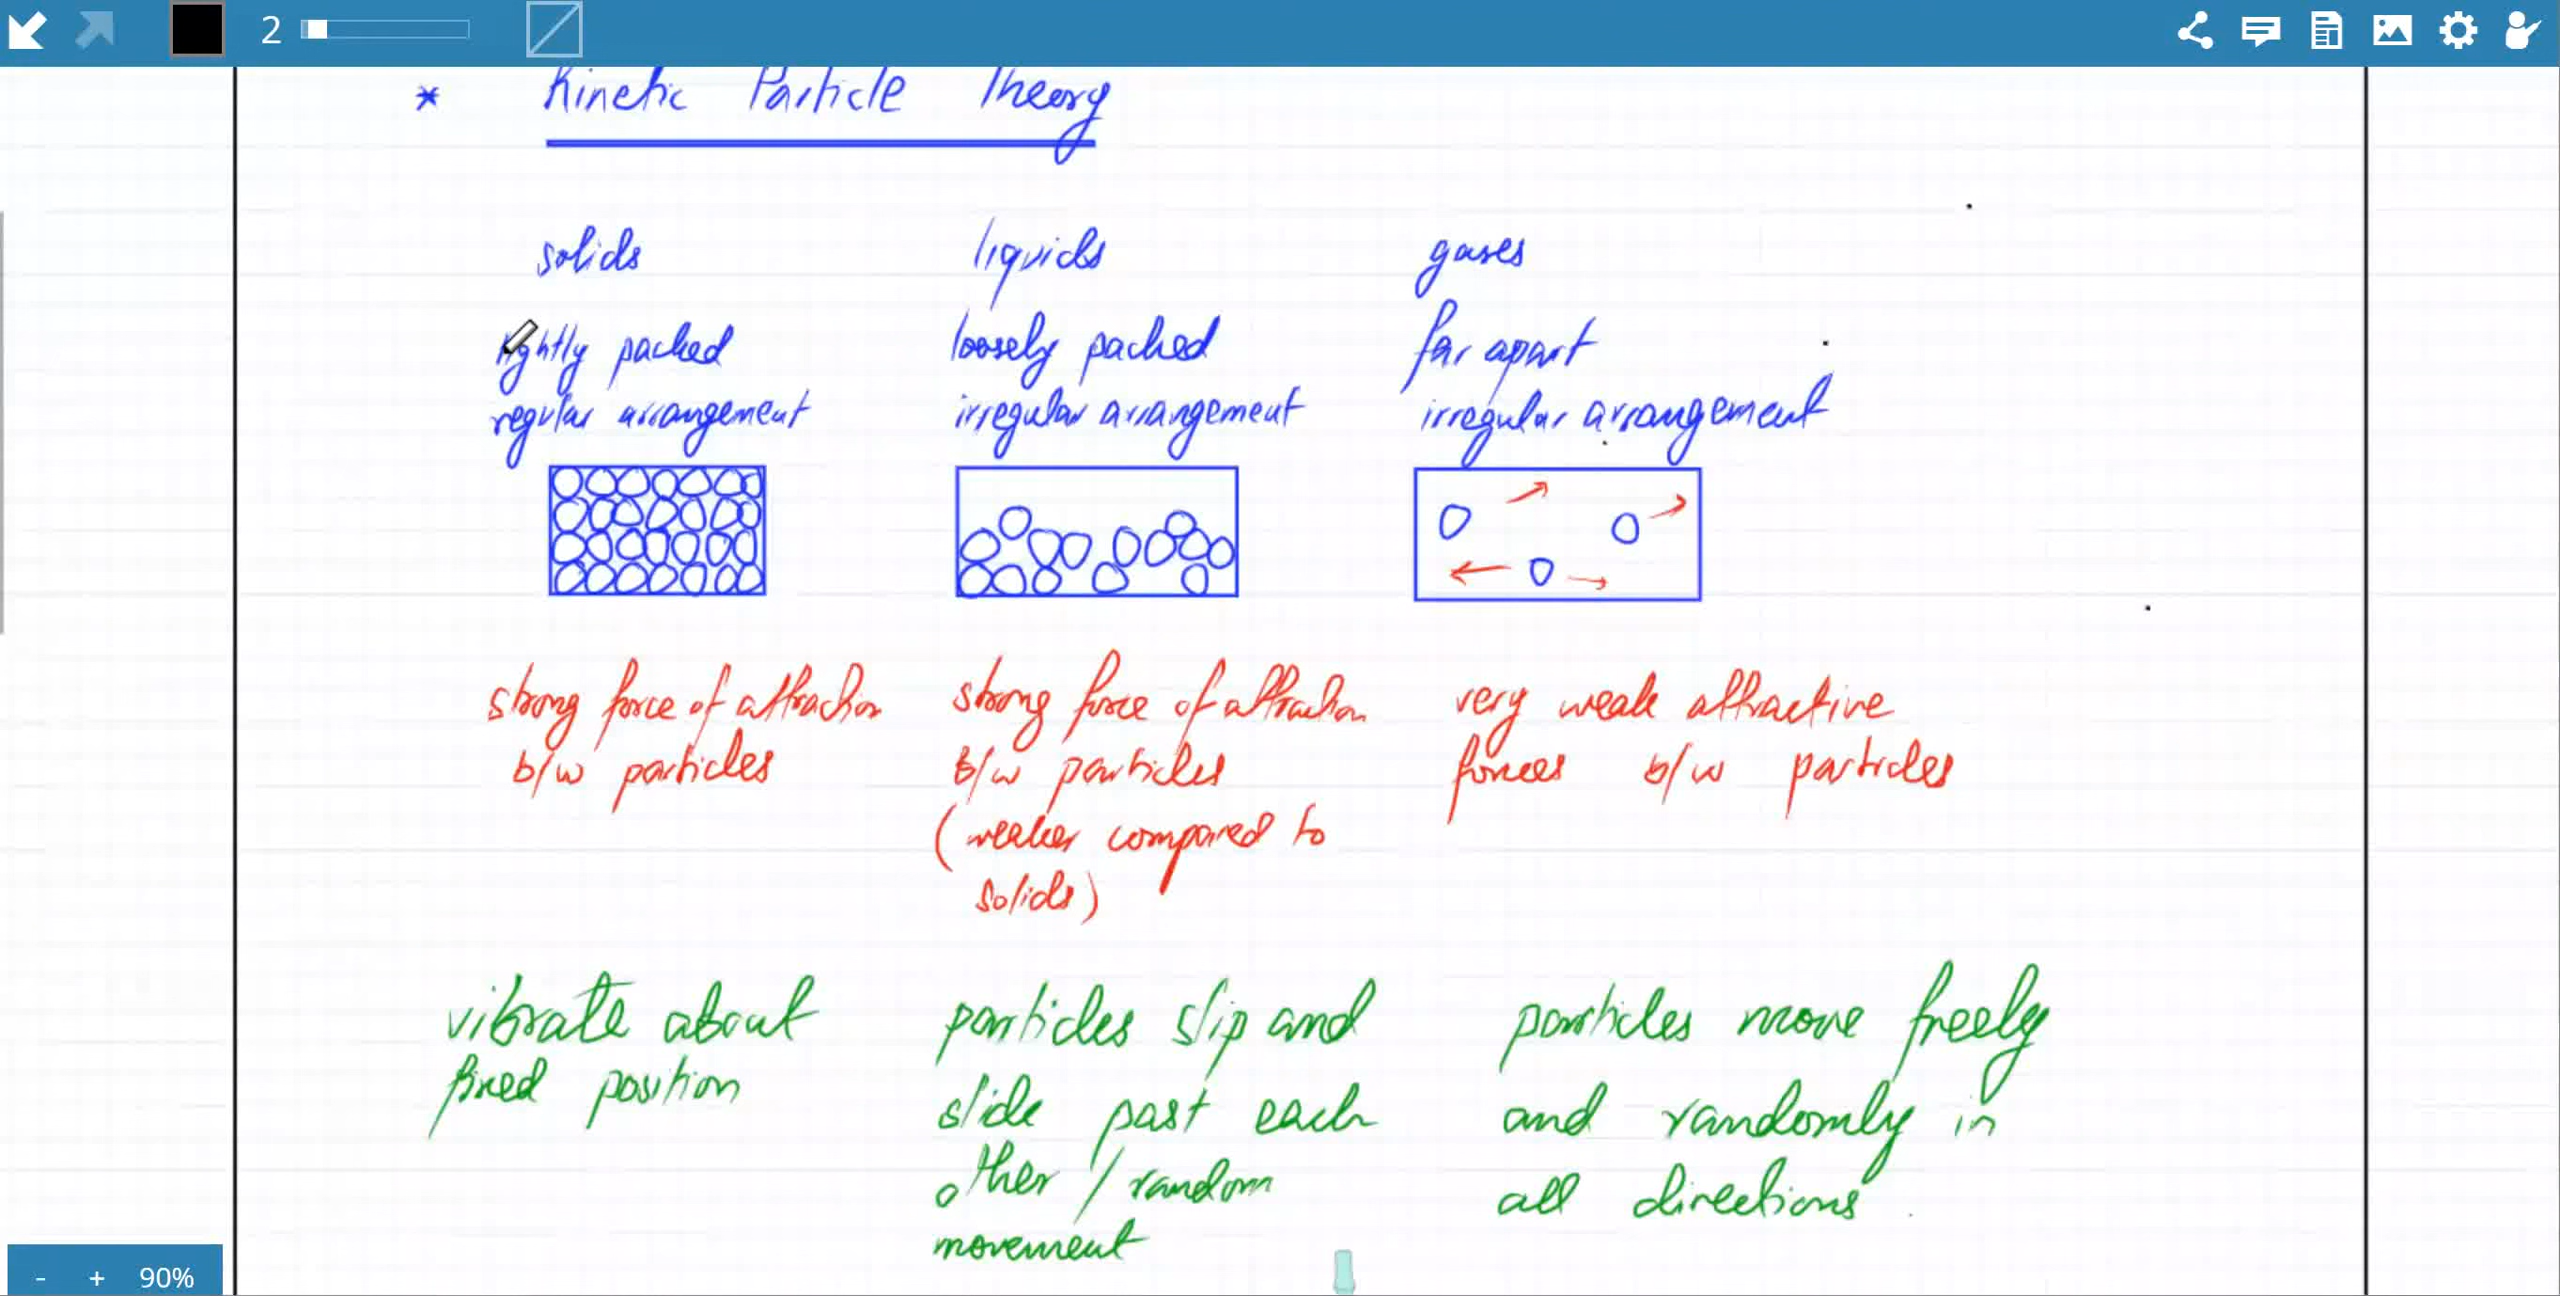 2
* Kinetic Particle Theory
solids liquids gases
tightly packed loosely packed far apart
regular arrangement irregular arrangement irregular arrangement
strong force of attraction strong force of attraction very weak attractive
b/w particles b/w particles forces b/w particles
(weaker compared to
solids)
vibrate about particles slip and particles move freely
fixed position slide past each and randomly in
other / random all directions
movement
- + 90%